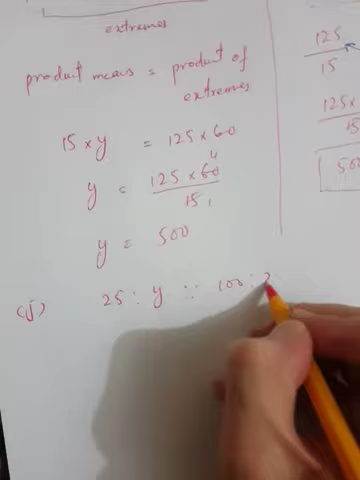 extremes
product means = product of
extremes
15 × y = 125 × 60
y = 125 × 60 4
15 1
y = 500
(j) 25 : y :: 100 :
125
15
125 ×
15
500